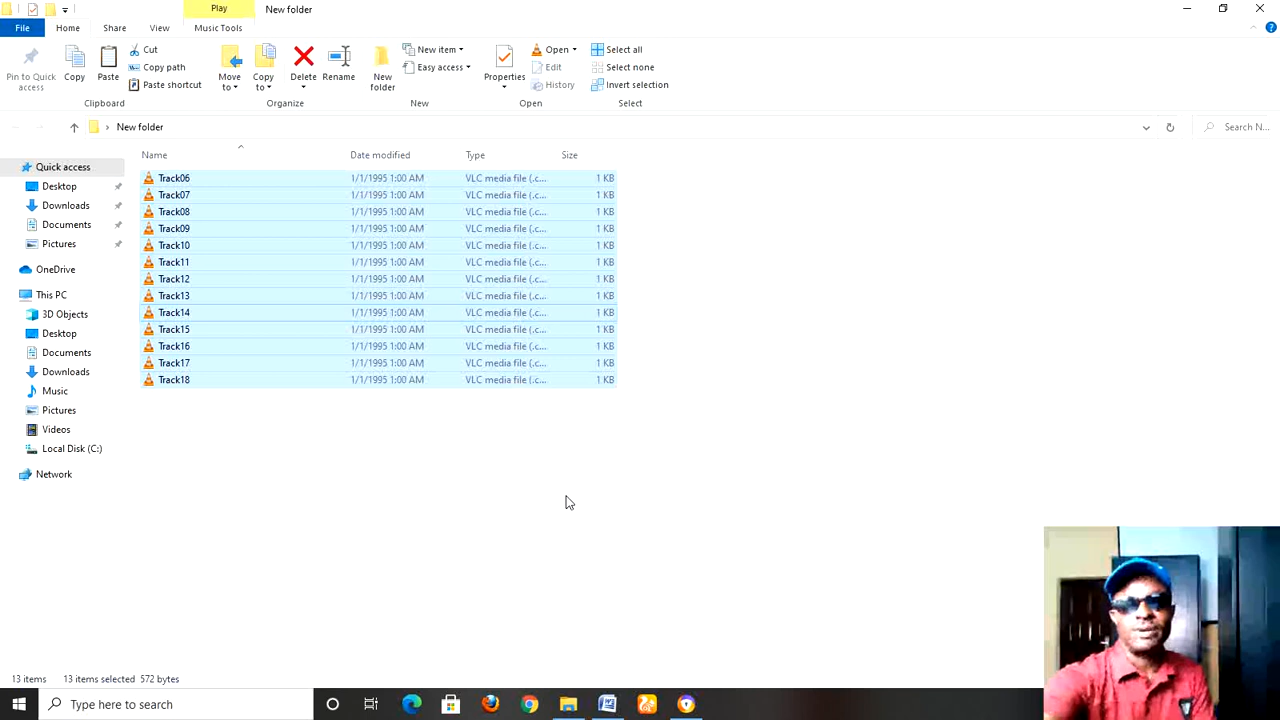 Play
New folder
File Home Share View Music Tools
Pin to Quick access
Copy
Paste
Cut
Copy path
Paste shortcut
Clipboard
Move to
Copy to
Delete
Rename
Organize
New folder
New item
Easy access
New
Properties
Open
Edit
History
Open
Select all
Select none
Invert selection
Select
New folder
Search N...
Name Date modified Type Size
Quick access
Desktop
Downloads
Documents
Pictures
OneDrive
This PC
3D Objects
Desktop
Documents
Downloads
Music
Pictures
Videos
Local Disk (C:)
Network
Track06 1/1/1995 1:00 AM VLC media file (.c... 1 KB
Track07 1/1/1995 1:00 AM VLC media file (.c... 1 KB
Track08 1/1/1995 1:00 AM VLC media file (.c... 1 KB
Track09 1/1/1995 1:00 AM VLC media file (.c... 1 KB
Track10 1/1/1995 1:00 AM VLC media file (.c... 1 KB
Track11 1/1/1995 1:00 AM VLC media file (.c... 1 KB
Track12 1/1/1995 1:00 AM VLC media file (.c... 1 KB
Track13 1/1/1995 1:00 AM VLC media file (.c... 1 KB
Track14 1/1/1995 1:00 AM VLC media file (.c... 1 KB
Track15 1/1/1995 1:00 AM VLC media file (.c... 1 KB
Track16 1/1/1995 1:00 AM VLC media file (.c... 1 KB
Track17 1/1/1995 1:00 AM VLC media file (.c... 1 KB
Track18 1/1/1995 1:00 AM VLC media file (.c... 1 KB
13 items 13 items selected 572 bytes
Type here to search